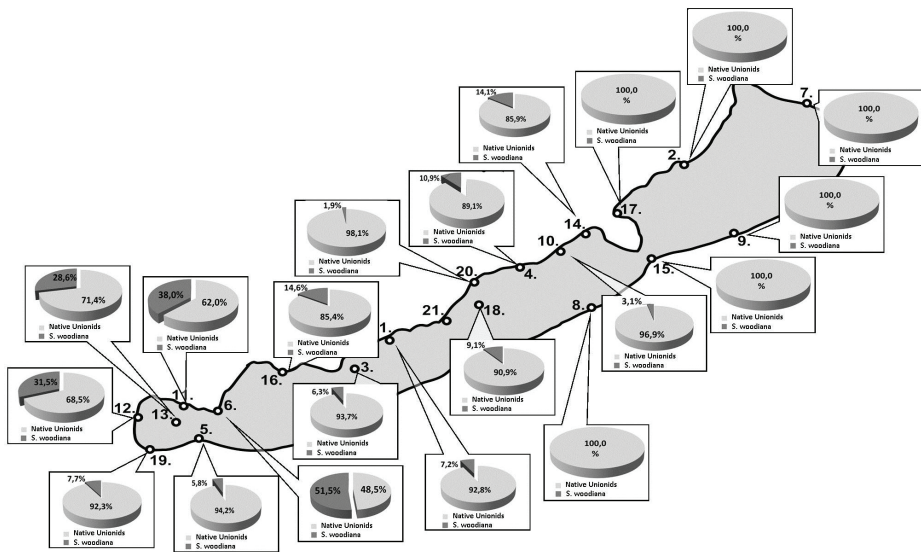 100,0
%
Native Unionids
S. woodiana
7.
100,0
%
Native Unionids
S. woodiana
100,0
%
Native Unionids
S. woodiana
14,1%
85,9%
Native Unionids
S. woodiana
2.
10,9%
89,1%
Native Unionids
S. woodiana
100,0
%
Native Unionids
S. woodiana
17.
1,9%
98,1%
Native Unionids
S. woodiana
14.
10.
9.
4.
15.
20.
100,0
%
Native Unionids
S. woodiana
28,6%
71,4%
Native Unionids
S. woodiana
38,0%
62,0%
Native Unionids
S. woodiana
14,6%
85,4%
Native Unionids
S. woodiana
21.
18.
8.
3,1%
96,9%
Native Unionids
S. woodiana
1.
9,1%
90,9%
Native Unionids
S. woodiana
16.
3.
31,5%
68,5%
Native Unionids
S. woodiana
6,3%
93,7%
Native Unionids
S. woodiana
12.
11.
13.
6.
5.
19.
100,0
%
Native Unionids
S. woodiana
7,7%
92,3%
Native Unionids
S. woodiana
5,8%
94,2%
Native Unionids
S. woodiana
51,5%
48,5%
Native Unionids
S. woodiana
7,2%
92,8%
Native Unionids
S. woodiana